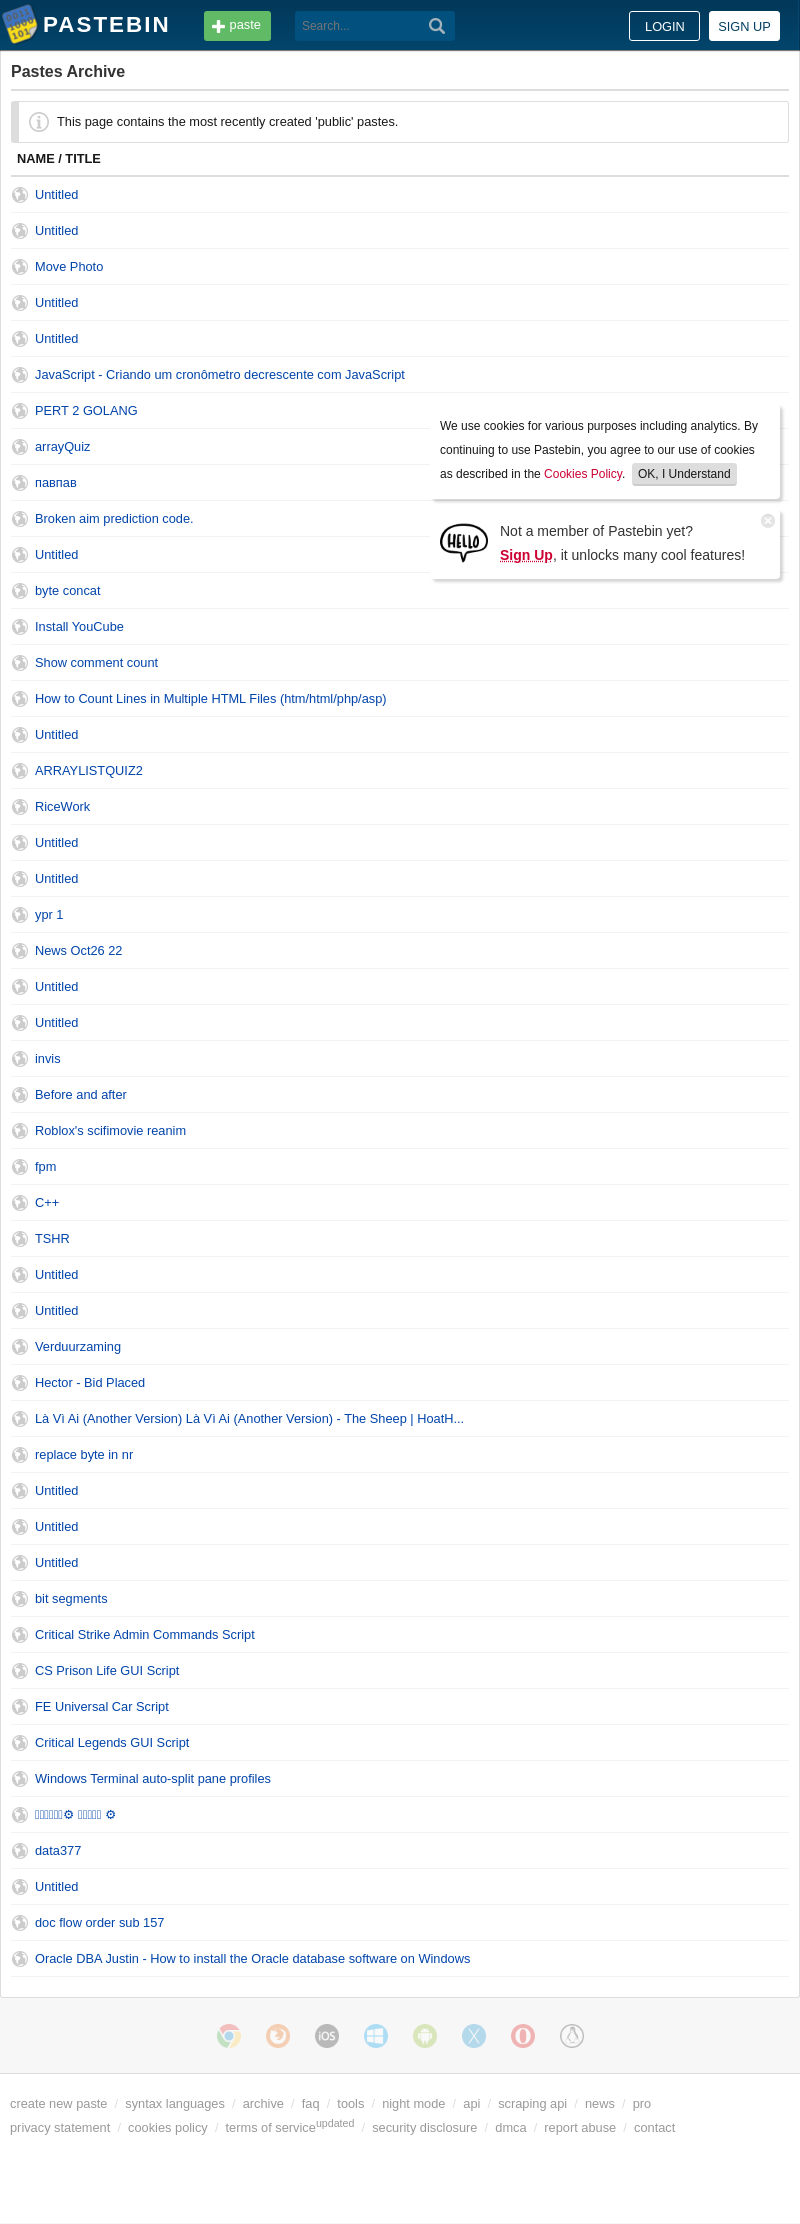 PASTEBIN paste Search... LOGIN SIGN UP
Pastes Archive
This page contains the most recently created 'public' pastes.
NAME / TITLE
Untitled
Untitled
Move Photo
Untitled
Untitled
JavaScript - Criando um cronômetro decrescente com JavaScript
PERT 2 GOLANG
arrayQuiz
павпав
Broken aim prediction code.
Untitled
We use cookies for various purposes including analytics. By
continuing to use Pastebin, you agree to our use of cookies
as described in the Cookies Policy. OK, I Understand
HELLO
Not a member of Pastebin yet?
Sign Up, it unlocks many cool features!
byte concat
Install YouCube
Show comment count
How to Count Lines in Multiple HTML Files (htm/html/php/asp)
Untitled
ARRAYLISTQUIZ2
RiceWork
Untitled
Untitled
ypr 1
News Oct26 22
Untitled
Untitled
invis
Before and after
Roblox's scifimovie reanim
fpm
C++
TSHR
Untitled
Untitled
Verduurzaming
Hector - Bid Placed
Là Vì Ai (Another Version) Là Vì Ai (Another Version) - The Sheep | HoatH...
replace byte in nr
Untitled
Untitled
Untitled
bit segments
Critical Strike Admin Commands Script
CS Prison Life GUI Script
FE Universal Car Script
Critical Legends GUI Script
Windows Terminal auto-split pane profiles
data377
Untitled
doc flow order sub 157
Oracle DBA Justin - How to install the Oracle database software on Windows
iOS
create new paste / syntax languages / archive / faq / tools / night mode / api / scraping api / news / pro
privacy statement / cookies policy / terms of service updated / security disclosure / dmca / report abuse / contact